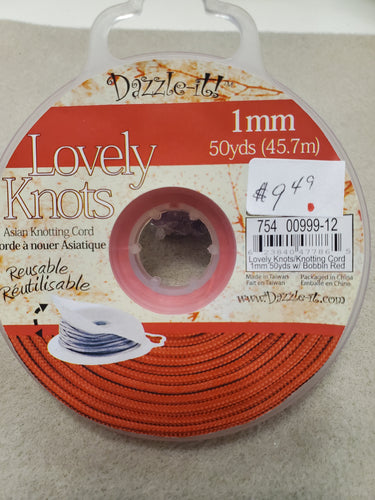 Dazzle-it!
1mm
50yds (45.7m)
Lovely
Knots
Asian Knotting Cord
orde à nouer Asiatique
Reusable
Réutilisable
$9.49
754 00999-12
Lovely Knots/Knotting Cord
1mm 50yds w/ Bobbin Red
Made in Taiwan
Fait en Taiwan
Packaged in China
Emballé en Chine
www.Dazzle-it.com